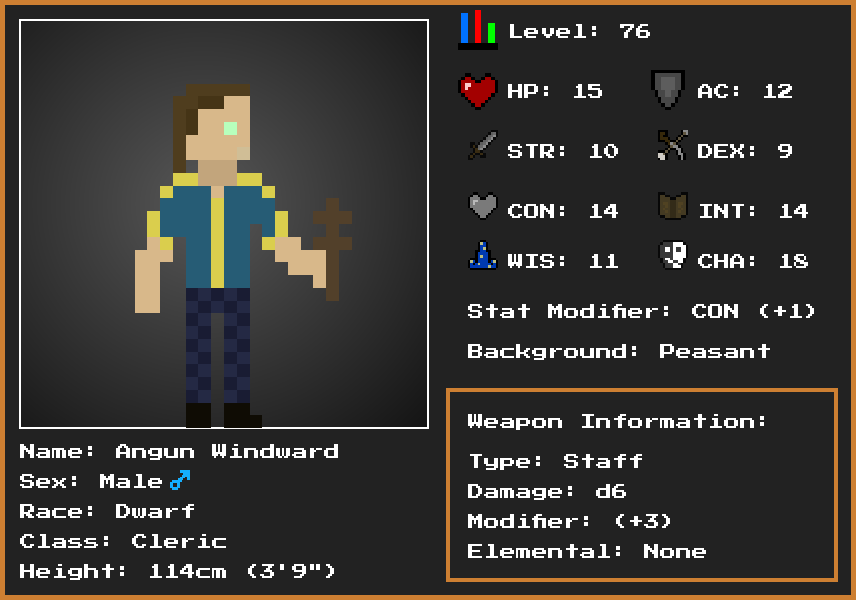 Level: 76
HP: 15
AC: 12
STR: 10
DEX: 9
CON: 14
INT: 14
WIS: 11
CHA: 18
Stat Modifier: CON (+1)
Background: Peasant
Weapon Information:
Type: Staff
Damage: d6
Modifier: (+3)
Elemental: None
Name: Angun Windward
Sex: Male♂
Race: Dwarf
Class: Cleric
Height: 114cm (3'9")